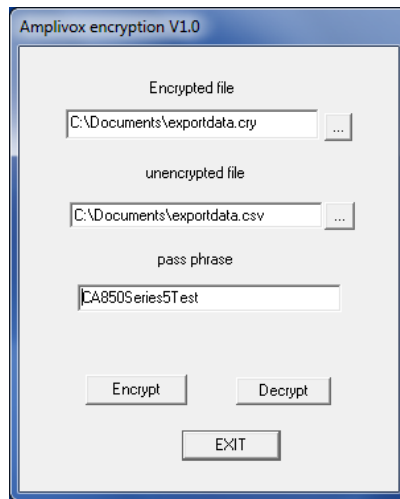 Amplivox encryption V1.0
Encrypted file
C:\Documents\exportdata.cry
...
unencrypted file
C:\Documents\exportdata.csv
...
pass phrase
CA850Series5Test
Encrypt
Decrypt
EXIT